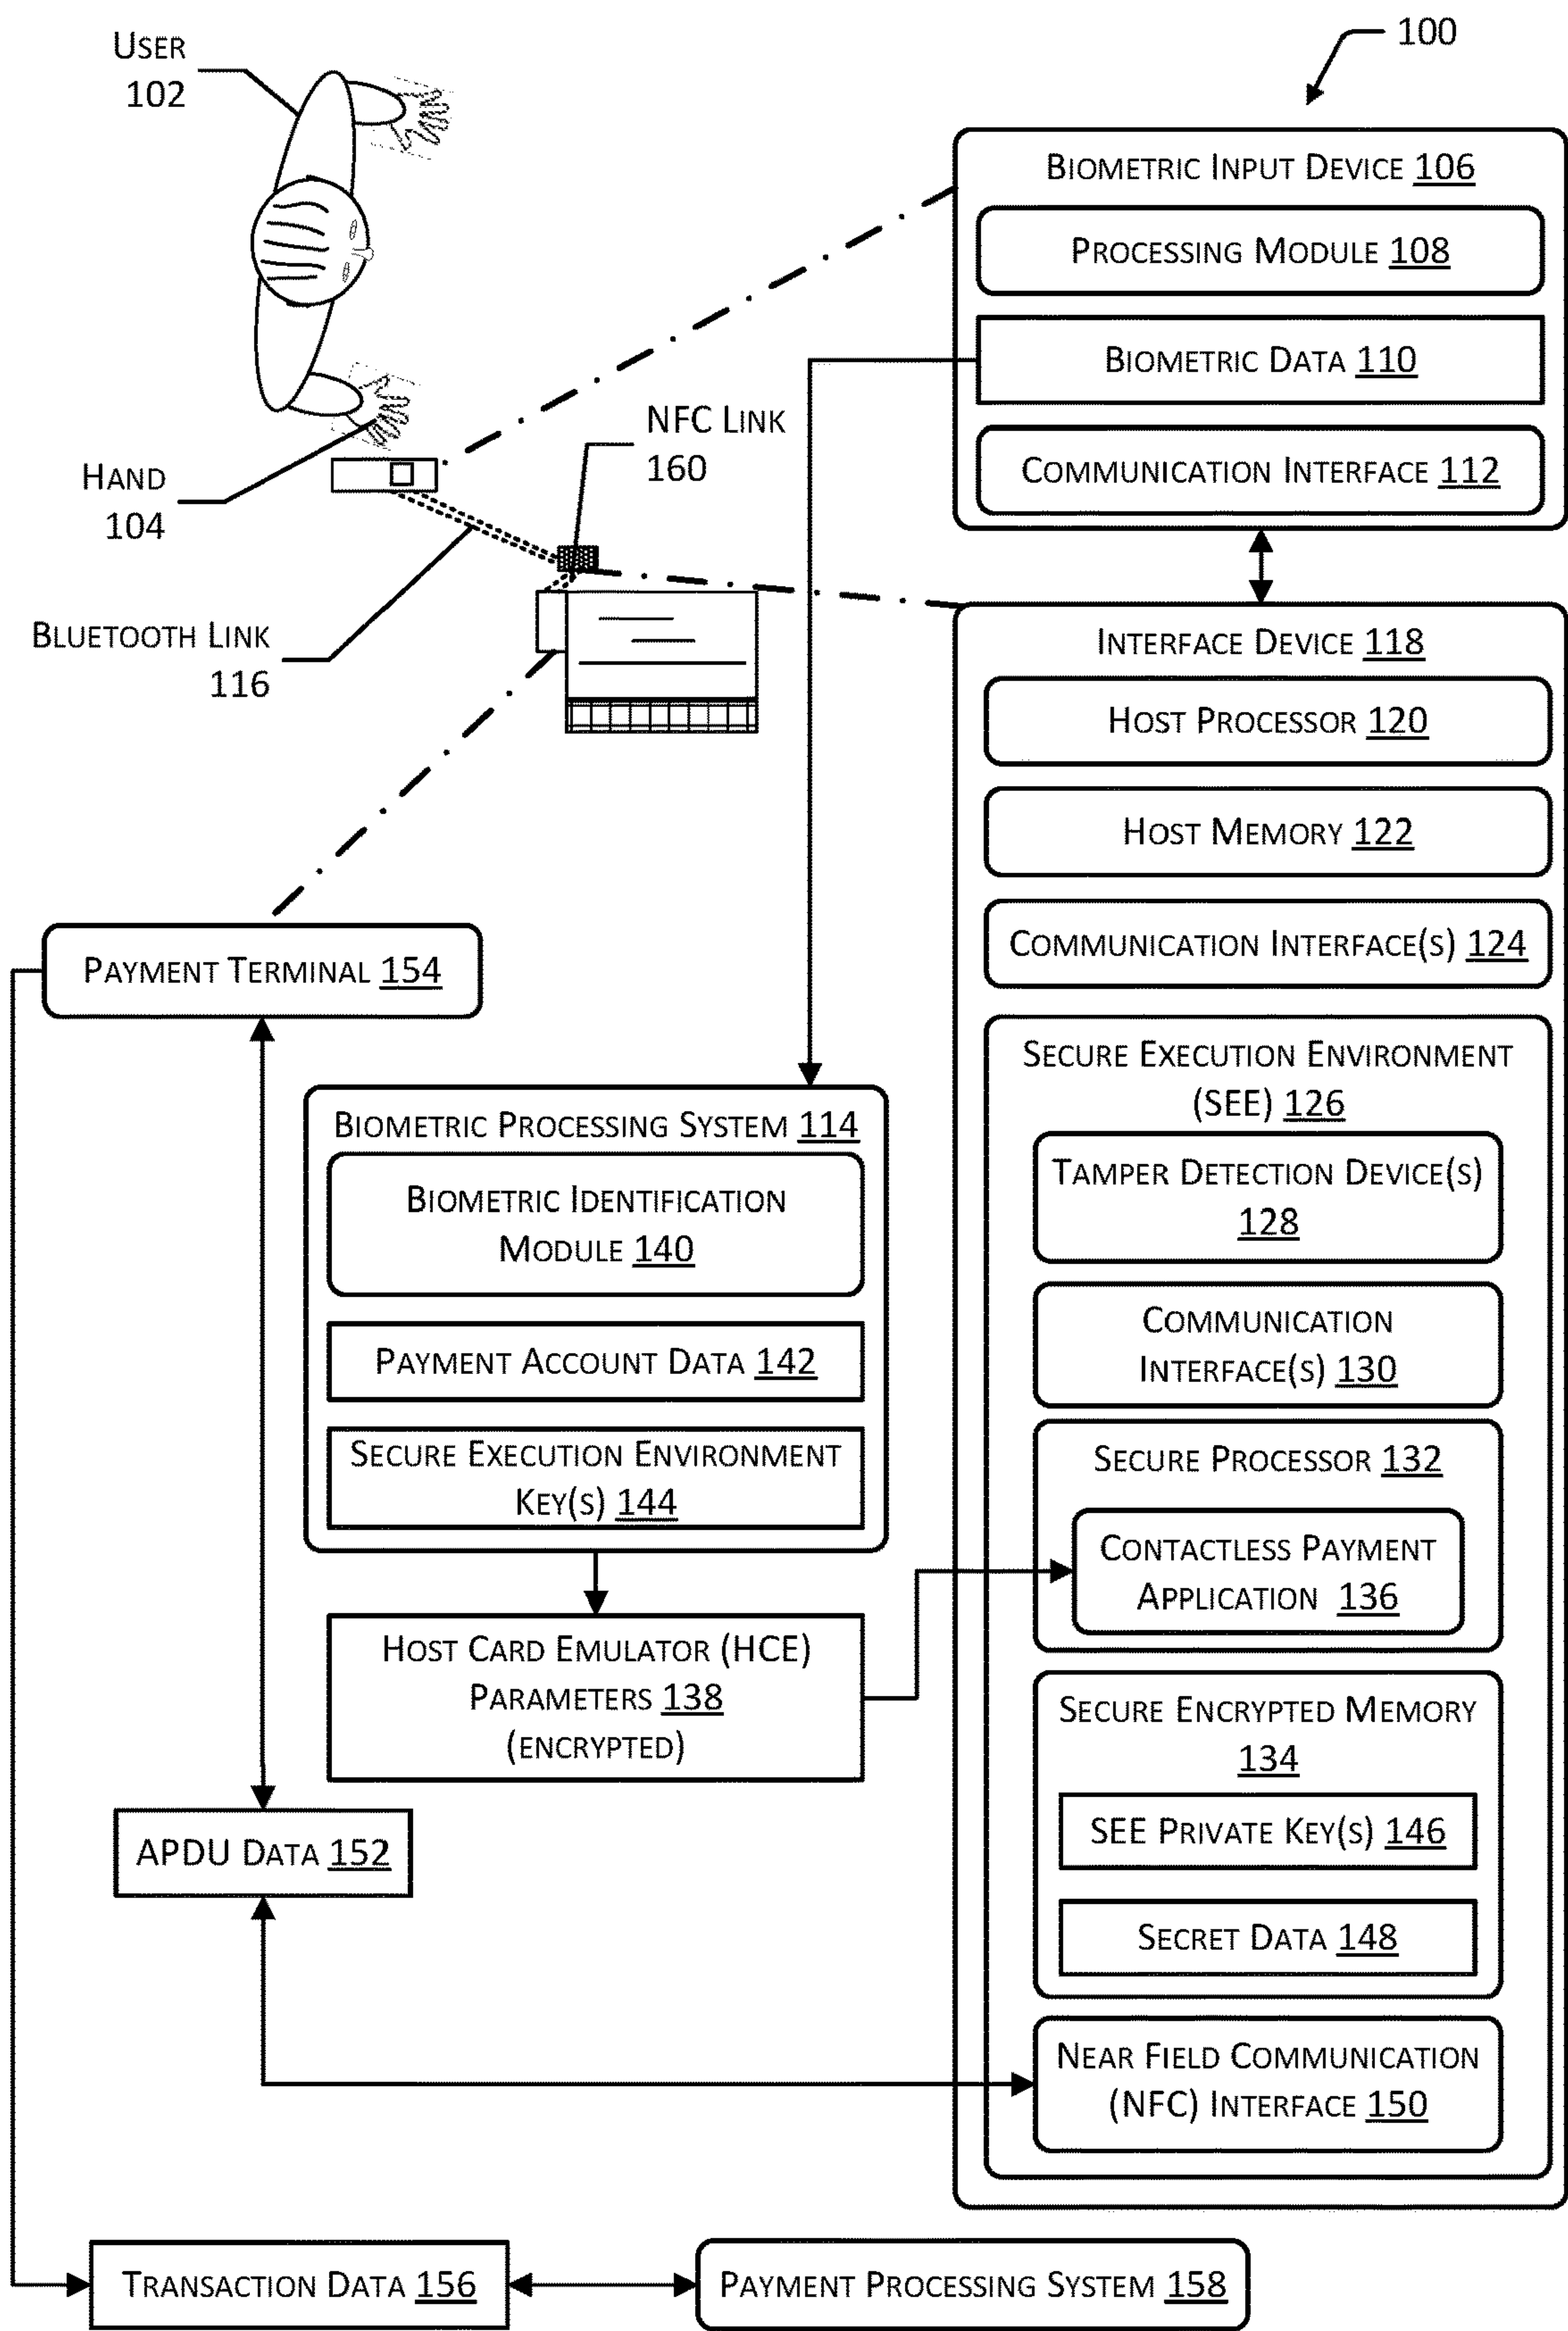 User
102
100
Biometric Input Device 106
Processing Module 108
Biometric Data 110
Communication Interface 112
NFC Link
160
Hand
104
Bluetooth Link
116
Interface Device 118
Host Processor 120
Host Memory 122
Communication Interface(s) 124
Secure Execution Environment
(SEE) 126
Tamper Detection Device(s)
128
Communication
Interface(s) 130
Secure Processor 132
Contactless Payment
Application 136
Secure Encrypted Memory
134
SEE Private Key(s) 146
Secret Data 148
Near Field Communication
(NFC) Interface 150
Payment Terminal 154
Biometric Processing System 114
Biometric Identification
Module 140
Payment Account Data 142
Secure Execution Environment
Key(s) 144
Host Card Emulator (HCE)
Parameters 138
(encrypted)
APDU Data 152
Transaction Data 156
Payment Processing System 158